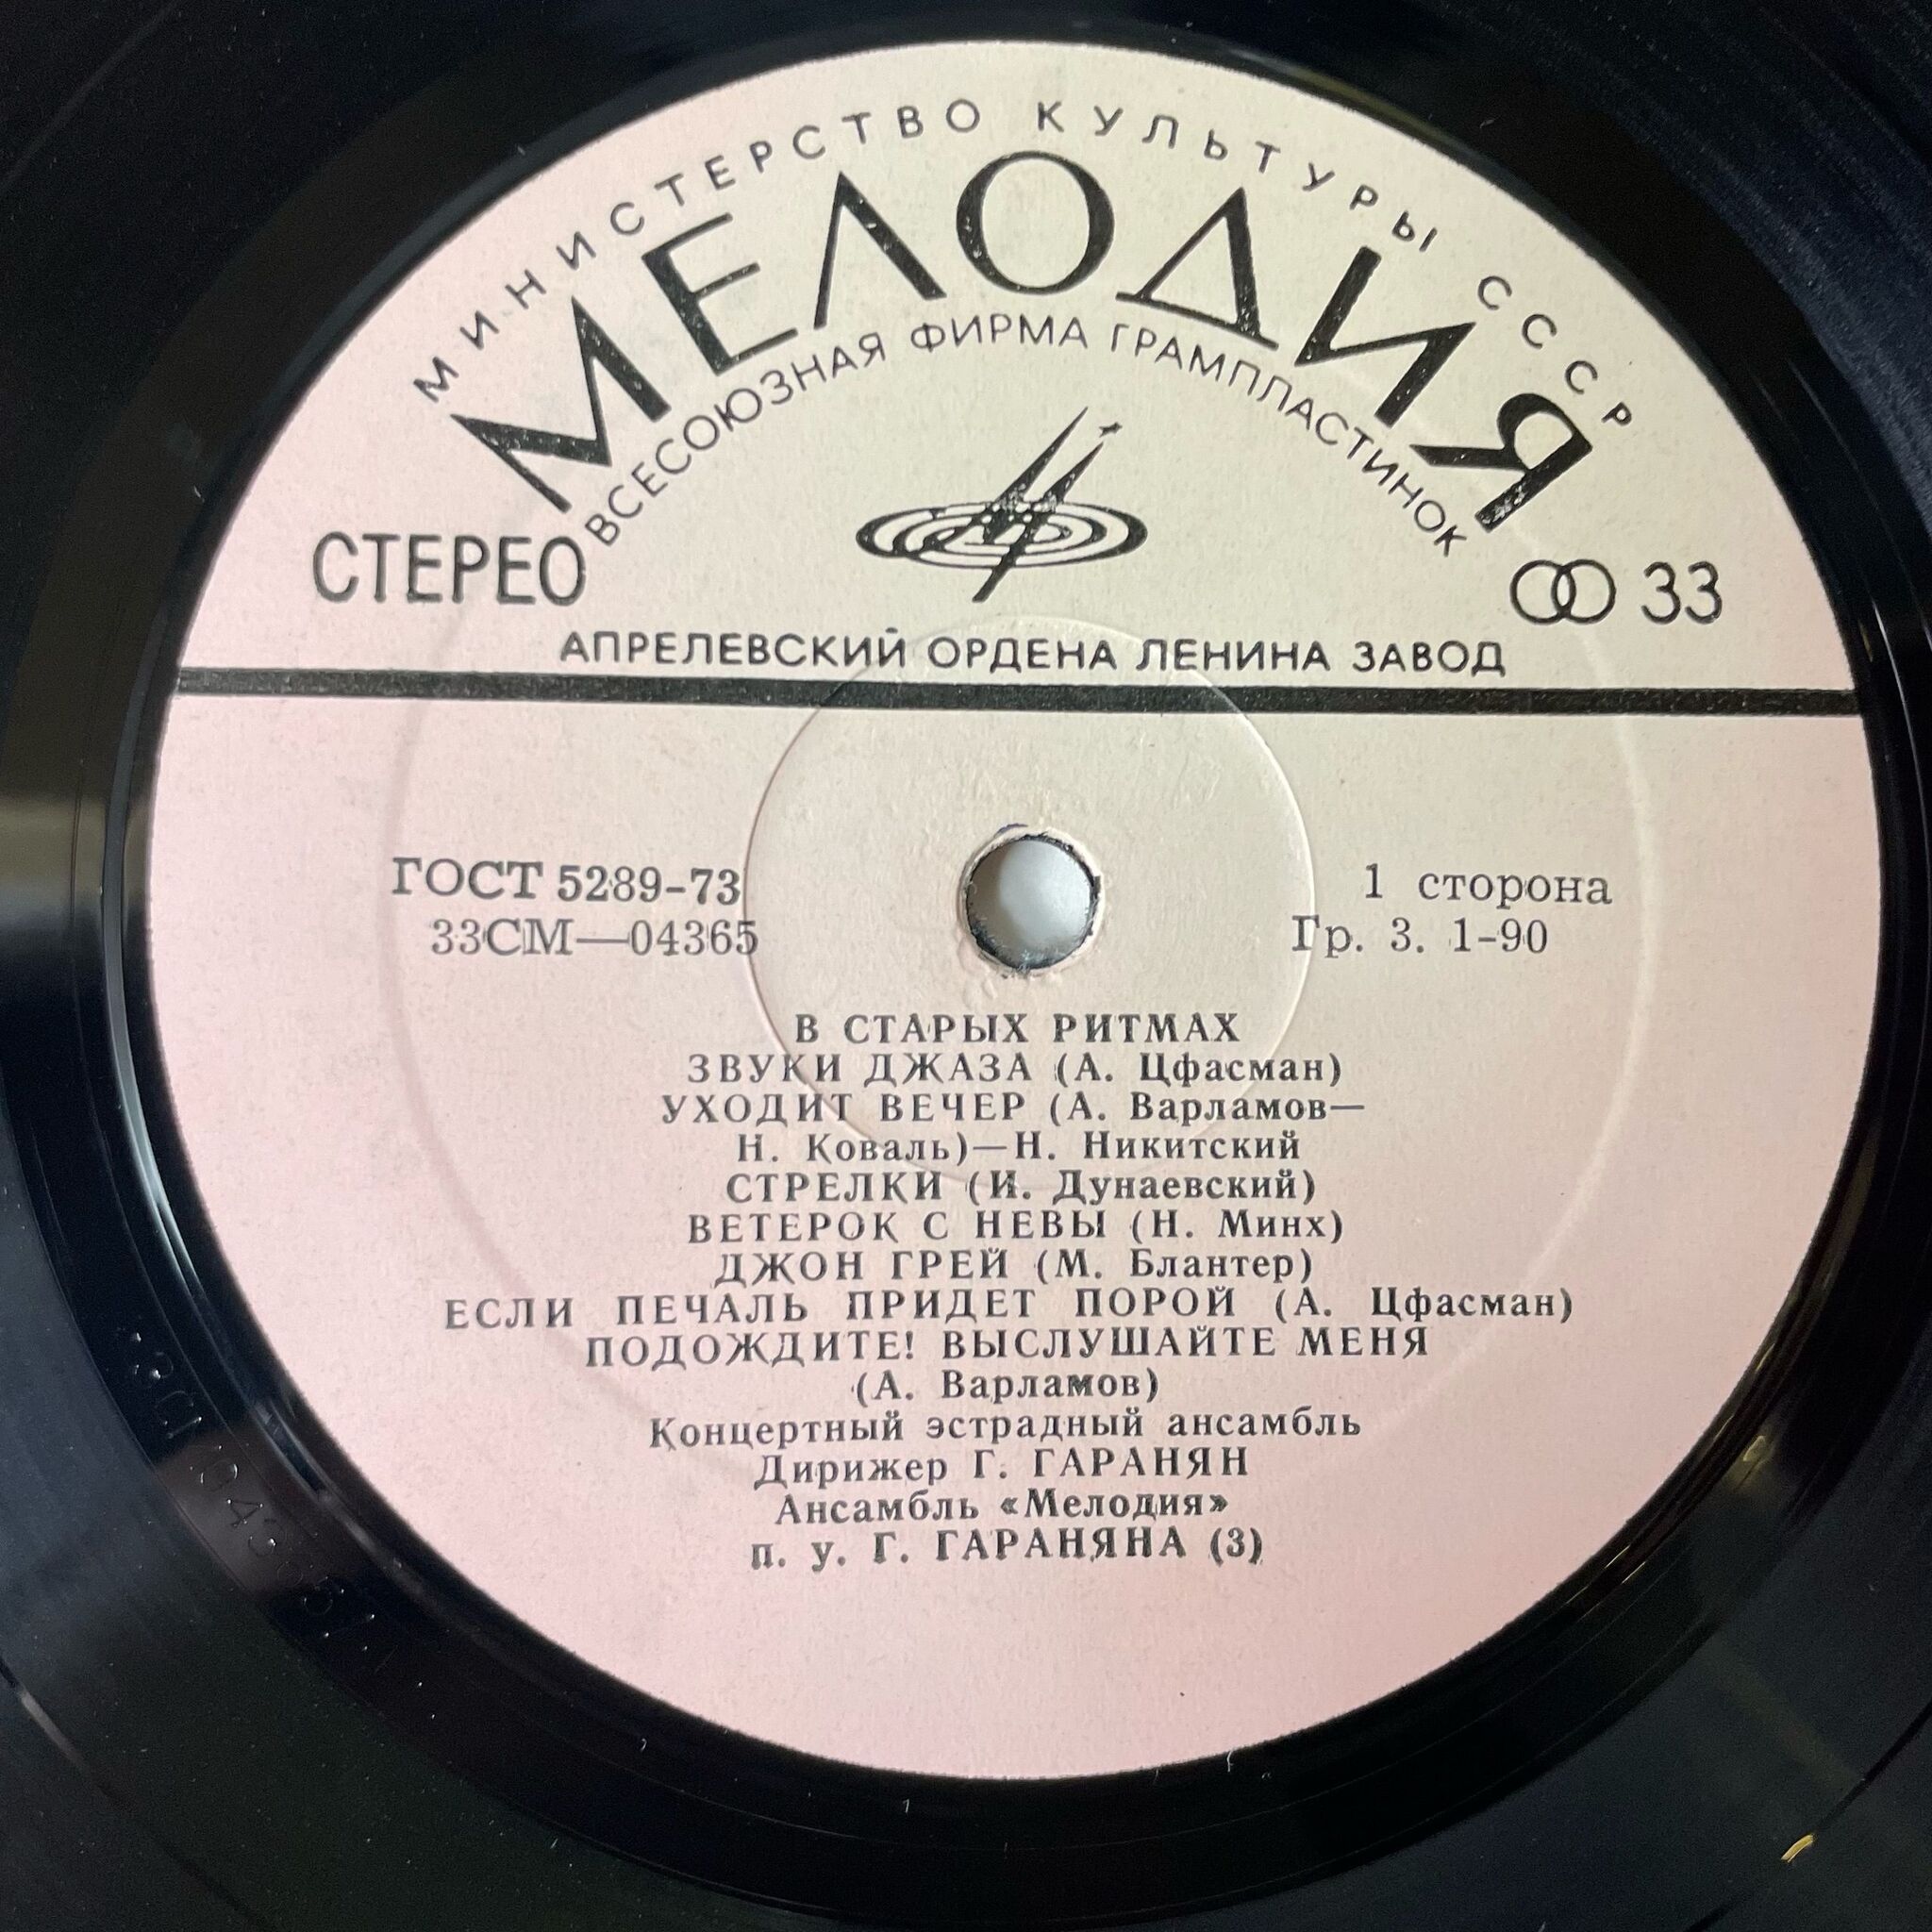 МИНИСТЕРСТВО КУЛЬТУРЫ СССР
МЕЛОДИЯ
ВСЕСОЮЗНАЯ ФИРМА ГРАМПЛАСТИНОК
СТЕРЕО
33
АПРЕЛЕВСКИЙ ОРДЕНА ЛЕНИНА ЗАВОД
ГОСТ 5289-73
33СМ—04365
1 сторона
Гр. 3. 1-90
В СТАРЫХ РИТМАХ
ЗВУКИ ДЖАЗА (А. Цфасман)
УХОДИТ ВЕЧЕР (А. Варламов—
Н. Коваль)—Н. Никитский
СТРЕЛКИ (И. Дунаевский)
ВЕТЕРОК С НЕВЫ (Н. Минх)
ДЖОН ГРЕЙ (М. Блантер)
ЕСЛИ ПЕЧАЛЬ ПРИДЕТ ПОРОЙ (А. Цфасман)
ПОДОЖДИТЕ! ВЫСЛУШАЙТЕ МЕНЯ
(А. Варламов)
Концертный эстрадный ансамбль
Дирижер Г. ГАРАНЯН
Ансамбль «Мелодия»
п. у. Г. ГАРАНЯНА (3)